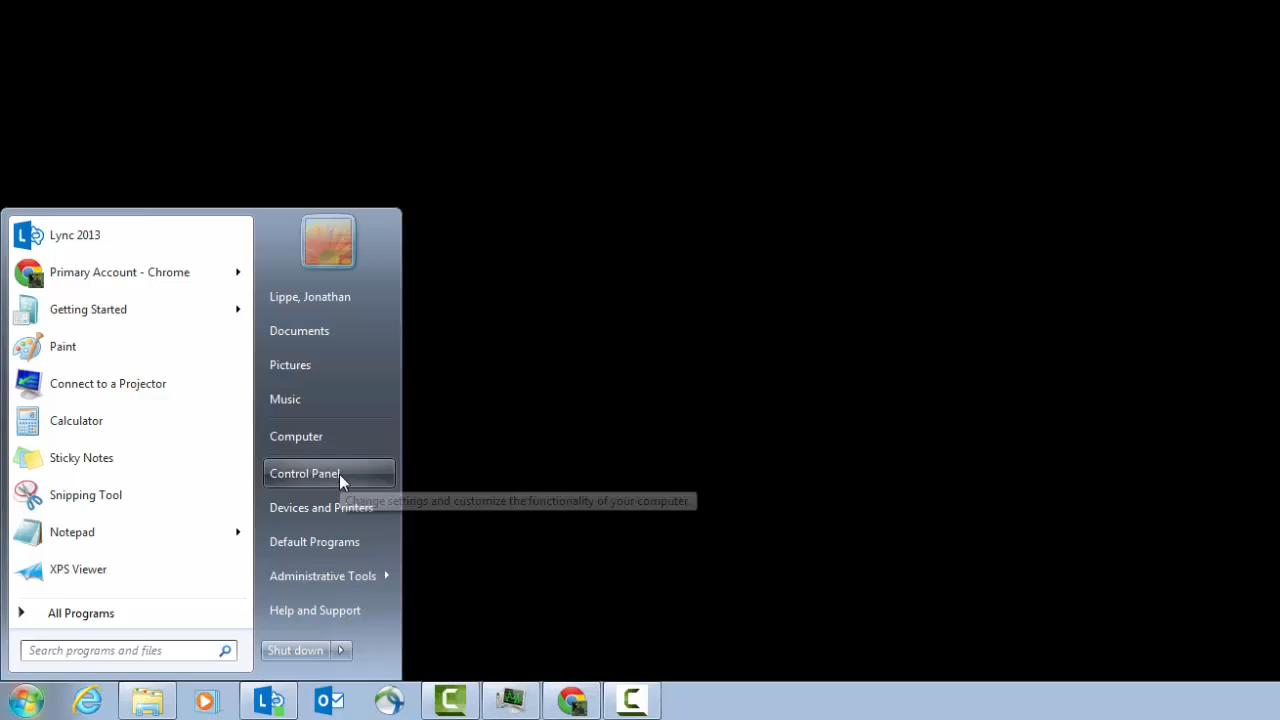 Lync 2013
Primary Account - Chrome
Getting Started
Paint
Connect to a Projector
Calculator
Sticky Notes
Snipping Tool
Notepad
XPS Viewer
All Programs
Search programs and files
Lippe, Jonathan
Documents
Pictures
Music
Computer
Control Panel
Change settings and customize the functionality of your computer.
Devices and Printers
Default Programs
Administrative Tools
Help and Support
Shut down